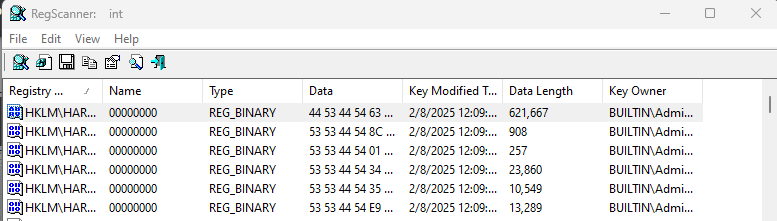 RegScanner: int
File Edit View Help
Registry ... Name Type Data Key Modified T... Data Length Key Owner
HKLM\HAR... 00000000 REG_BINARY 44 53 44 54 63 ... 2/8/2025 12:09:... 621,667 BUILTIN\Admi...
HKLM\HAR... 00000000 REG_BINARY 53 53 44 54 8C ... 2/8/2025 12:09:... 908 BUILTIN\Admi...
HKLM\HAR... 00000000 REG_BINARY 53 53 44 54 01 ... 2/8/2025 12:09:... 257 BUILTIN\Admi...
HKLM\HAR... 00000000 REG_BINARY 53 53 44 54 34 ... 2/8/2025 12:09:... 23,860 BUILTIN\Admi...
HKLM\HAR... 00000000 REG_BINARY 53 53 44 54 35 ... 2/8/2025 12:09:... 10,549 BUILTIN\Admi...
HKLM\HAR... 00000000 REG_BINARY 53 53 44 54 E9 ... 2/8/2025 12:09:... 13,289 BUILTIN\Admi...